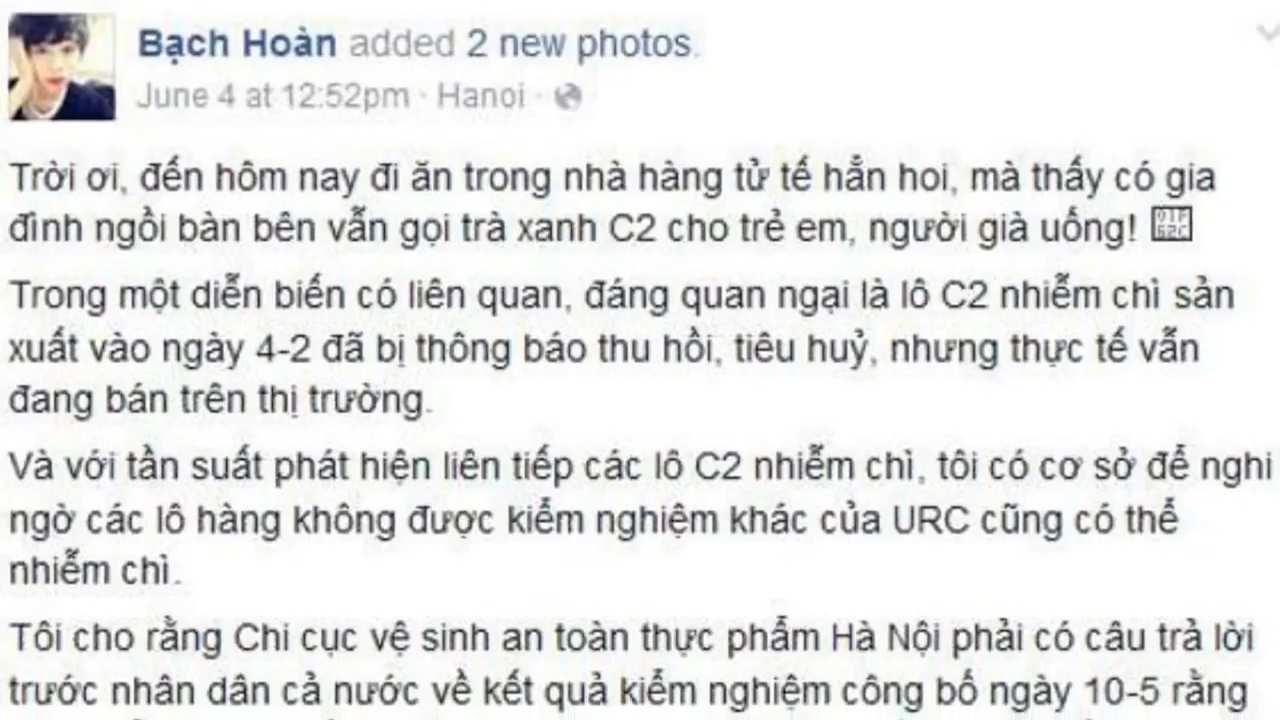 Bạch Hoàn added 2 new photos.
June 4 at 12:52pm · Hanoi ·
Trời ơi, đến hôm nay đi ăn trong nhà hàng tử tế hẳn hoi, mà thấy có gia
đình ngồi bàn bên vẫn gọi trà xanh C2 cho trẻ em, người già uống!
Trong một diễn biến có liên quan, đáng quan ngại là lô C2 nhiễm chì sản
xuất vào ngày 4-2 đã bị thông báo thu hồi, tiêu huỷ, nhưng thực tế vẫn
đang bán trên thị trường.
Và với tần suất phát hiện liên tiếp các lô C2 nhiễm chì, tôi có cơ sở để nghi
ngờ các lô hàng không được kiểm nghiệm khác của URC cũng có thể
nhiễm chì.
Tôi cho rằng Chi cục vệ sinh an toàn thực phẩm Hà Nội phải có câu trả lời
trước nhân dân cả nước về kết quả kiểm nghiệm công bố ngày 10-5 rằng